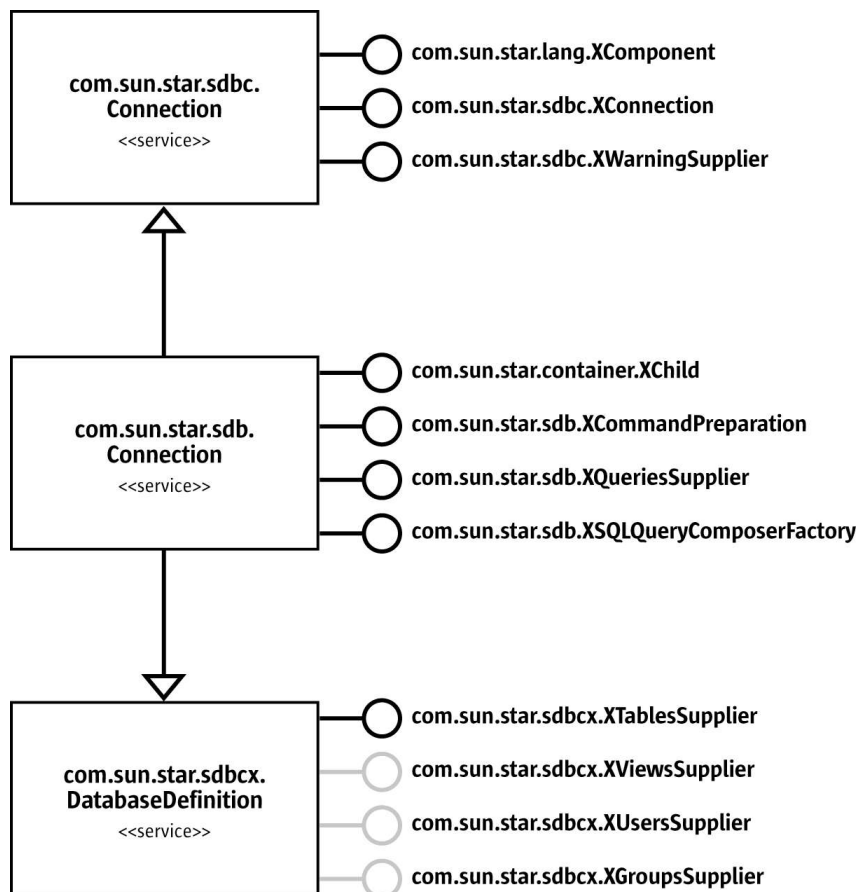 com.sun.star.sdbc.
Connection
<<service>>
com.sun.star.lang.XComponent
com.sun.star.sdbc.XConnection
com.sun.star.sdbc.XWarningSupplier
com.sun.star.sdb.
Connection
<<service>>
com.sun.star.container.XChild
com.sun.star.sdb.XCommandPreparation
com.sun.star.sdb.XQueriesSupplier
com.sun.star.sdb.XSQLQueryComposerFactory
com.sun.star.sdbcx.
DatabaseDefinition
<<service>>
com.sun.star.sdbcx.XTablesSupplier
com.sun.star.sdbcx.XViewsSupplier
com.sun.star.sdbcx.XUsersSupplier
com.sun.star.sdbcx.XGroupsSupplier